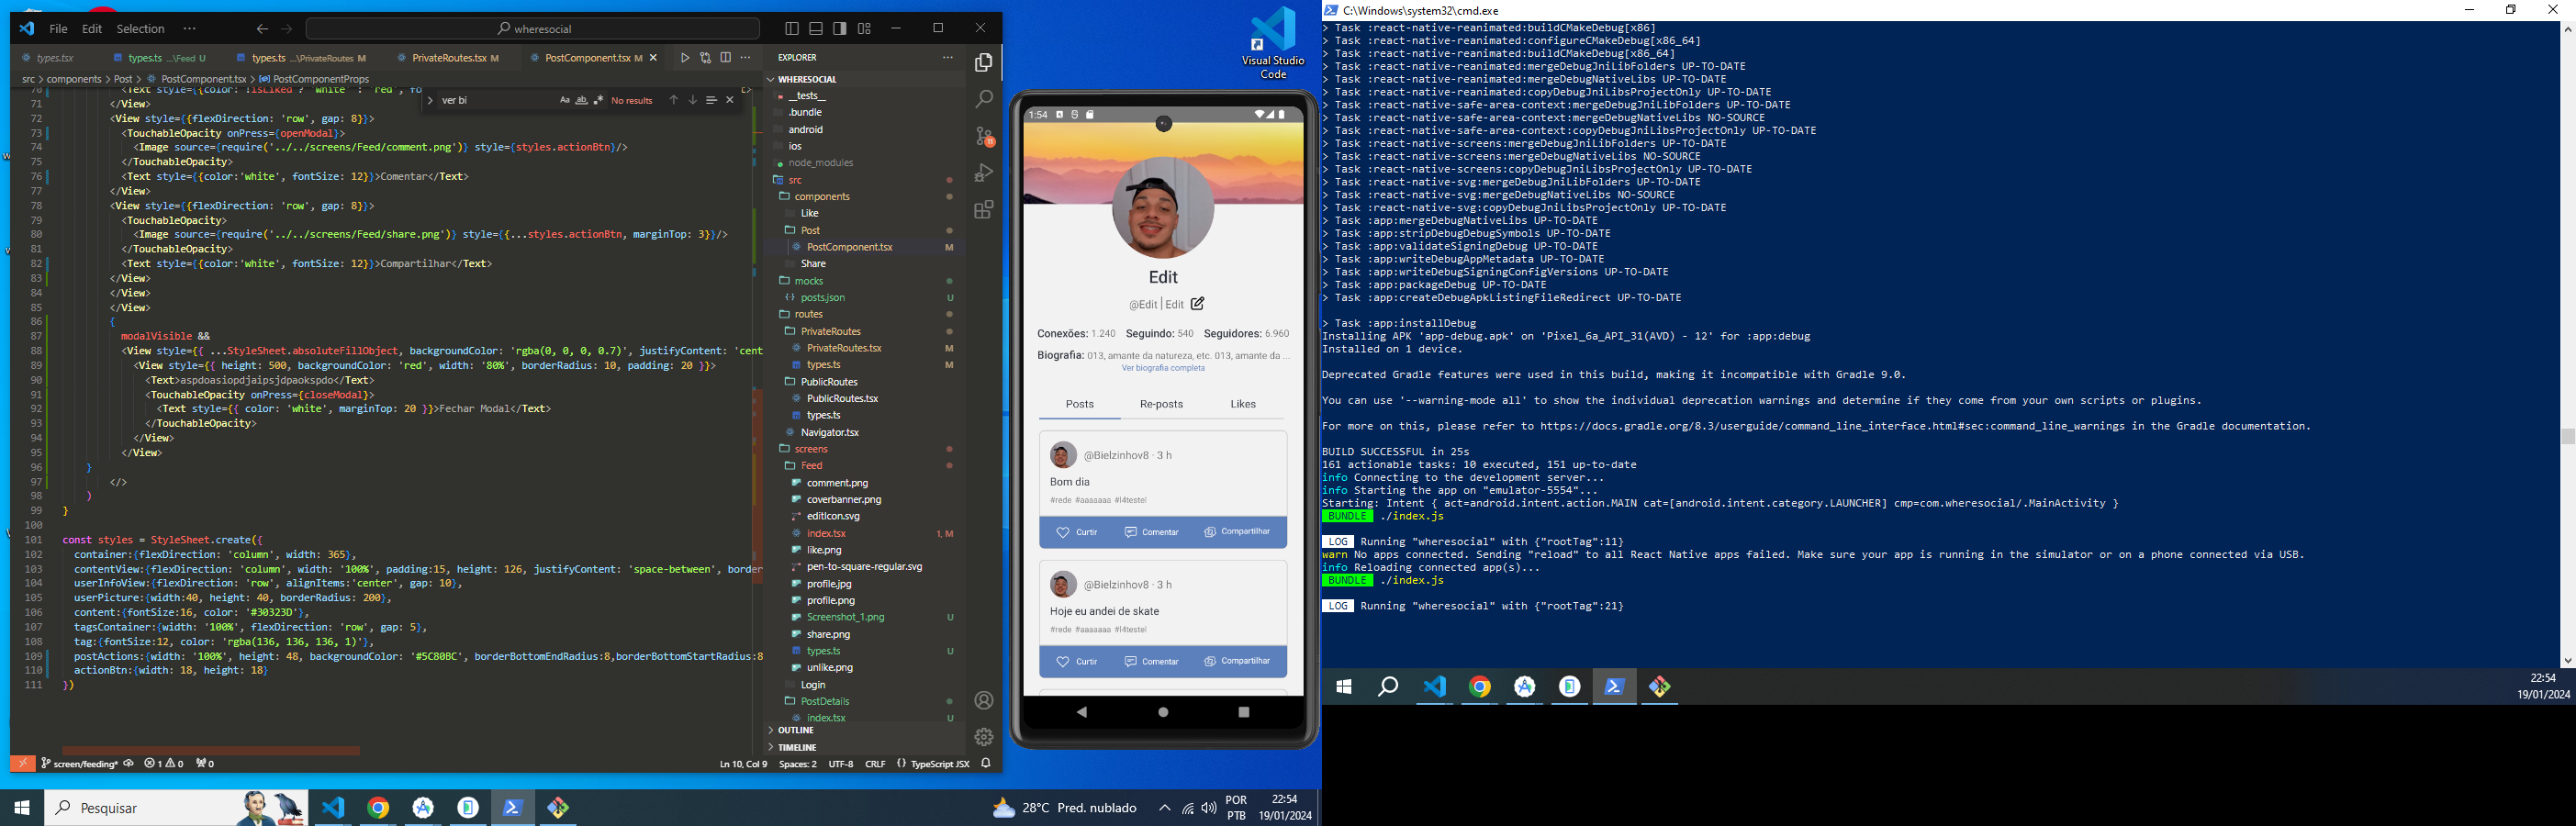 File Edit Selection ···
wheresocial
types.tsx
types.ts ...\Feed U
types.ts ...\PrivateRoutes M
PrivateRoutes.tsx M
PostComponent.tsx M
src > components > Post > PostComponent.tsx > PostComponentProps
ver bi
Aa ab .*
No results
70 <Text style={{color: !isLiked ? 'white' : 'red', fo
71 </View>
72 <View style={{flexDirection: 'row', gap: 8}}>
73 <TouchableOpacity onPress={openModal}>
74 <Image source={require('../../screens/Feed/comment.png')} style={styles.actionBtn}/>
75 </TouchableOpacity>
76 <Text style={{color:'white', fontSize: 12}}>Comentar</Text>
77 </View>
78 <View style={{flexDirection: 'row', gap: 8}}>
79 <TouchableOpacity>
80 <Image source={require('../../screens/Feed/share.png')} style={{...styles.actionBtn, marginTop: 3}}/>
81 </TouchableOpacity>
82 <Text style={{color:'white', fontSize: 12}}>Compartilhar</Text>
83 </View>
84 </View>
85 </View>
86 {
87 modalVisible &&
88 <View style={{ ...StyleSheet.absoluteFillObject, backgroundColor: 'rgba(0, 0, 0, 0.7)', justifyContent: 'cent
89 <View style={{ height: 500, backgroundColor: 'red', width: '80%', borderRadius: 10, padding: 20 }}>
90 <Text>aspdoasiopdjaipsjdpaokspdo</Text>
91 <TouchableOpacity onPress={closeModal}>
92 <Text style={{ color: 'white', marginTop: 20 }}>Fechar Modal</Text>
93 </TouchableOpacity>
94 </View>
95 </View>
96 }
97 </>
98 )
99 }
100
101 const styles = StyleSheet.create({
102 container:{flexDirection: 'column', width: 365},
103 contentView:{flexDirection: 'column', width: '100%', padding:15, height: 126, justifyContent: 'space-between', border
104 userInfoView:{flexDirection: 'row', alignItems:'center', gap: 10},
105 userPicture:{width:40, height: 40, borderRadius: 200},
106 content:{fontSize:16, color: '#30323D'},
107 tagsContainer:{width: '100%', flexDirection: 'row', gap: 5},
108 tag:{fontSize:12, color: 'rgba(136, 136, 136, 1)'},
109 postActions:{width: '100%', height: 48, backgroundColor: '#5C80BC', borderBottomEndRadius:8,borderBottomStartRadius:8
110 actionBtn:{width: 18, height: 18}
111 })
EXPLORER ···
WHERESOCIAL
__tests__
.bundle
android
ios
node_modules
src
components
Like
Post
PostComponent.tsx M
Share
mocks
posts.json U
routes
PrivateRoutes
PrivateRoutes.tsx M
types.ts M
PublicRoutes
PublicRoutes.tsx
types.ts
Navigator.tsx
screens
Feed
comment.png
coverbanner.png
editIcon.svg
index.tsx 1, M
like.png
pen-to-square-regular.svg
profile.jpg
profile.png
Screenshot_1.png U
share.png
types.ts U
unlike.png
Login
PostDetails
index.tsx U
OUTLINE
TIMELINE
11
screen/feeding* 1 0 0
Ln 10, Col 9 Spaces: 2 UTF-8 CRLF {} TypeScript JSX
Visual Studio
Code
1:54
Edit
@Edit | Edit
Conexões: 1.240 Seguindo: 540 Seguidores: 6.960
Biografia: 013, amante da natureza, etc. 013, amante da ...
Ver biografia completa
Posts Re-posts Likes
@Bielzinhov8 · 3 h
Bom dia
#rede #aaaaaaa #l4testel
Curtir Comentar Compartilhar
@Bielzinhov8 · 3 h
Hoje eu andei de skate
#rede #aaaaaaa #l4testel
Curtir Comentar Compartilhar
Pesquisar
28°C Pred. nublado
POR
PTB
22:54
19/01/2024
C:\Windows\system32\cmd.exe
> Task :react-native-reanimated:buildCMakeDebug[x86]
> Task :react-native-reanimated:configureCMakeDebug[x86_64]
> Task :react-native-reanimated:buildCMakeDebug[x86_64]
> Task :react-native-reanimated:mergeDebugJniLibFolders UP-TO-DATE
> Task :react-native-reanimated:mergeDebugNativeLibs UP-TO-DATE
> Task :react-native-reanimated:copyDebugJniLibsProjectOnly UP-TO-DATE
> Task :react-native-safe-area-context:mergeDebugJniLibFolders UP-TO-DATE
> Task :react-native-safe-area-context:mergeDebugNativeLibs NO-SOURCE
> Task :react-native-safe-area-context:copyDebugJniLibsProjectOnly UP-TO-DATE
> Task :react-native-screens:mergeDebugJniLibFolders UP-TO-DATE
> Task :react-native-screens:mergeDebugNativeLibs NO-SOURCE
> Task :react-native-screens:copyDebugJniLibsProjectOnly UP-TO-DATE
> Task :react-native-svg:mergeDebugJniLibFolders UP-TO-DATE
> Task :react-native-svg:mergeDebugNativeLibs NO-SOURCE
> Task :react-native-svg:copyDebugJniLibsProjectOnly UP-TO-DATE
> Task :app:mergeDebugNativeLibs UP-TO-DATE
> Task :app:stripDebugDebugSymbols UP-TO-DATE
> Task :app:validateSigningDebug UP-TO-DATE
> Task :app:writeDebugAppMetadata UP-TO-DATE
> Task :app:writeDebugSigningConfigVersions UP-TO-DATE
> Task :app:packageDebug UP-TO-DATE
> Task :app:createDebugApkListingFileRedirect UP-TO-DATE
> Task :app:installDebug
Installing APK 'app-debug.apk' on 'Pixel_6a_API_31(AVD) - 12' for :app:debug
Installed on 1 device.
Deprecated Gradle features were used in this build, making it incompatible with Gradle 9.0.
You can use '--warning-mode all' to show the individual deprecation warnings and determine if they come from your own scripts or plugins.
For more on this, please refer to https://docs.gradle.org/8.3/userguide/command_line_interface.html#sec:command_line_warnings in the Gradle documentation.
BUILD SUCCESSFUL in 25s
161 actionable tasks: 10 executed, 151 up-to-date
info Connecting to the development server...
info Starting the app on "emulator-5554"...
Starting: Intent { act=android.intent.action.MAIN cat=[android.intent.category.LAUNCHER] cmp=com.wheresocial/.MainActivity }
BUNDLE ./index.js
LOG Running "wheresocial" with {"rootTag":11}
warn No apps connected. Sending "reload" to all React Native apps failed. Make sure your app is running in the simulator or on a phone connected via USB.
info Reloading connected app(s)...
BUNDLE ./index.js
LOG Running "wheresocial" with {"rootTag":21}
22:54
19/01/2024